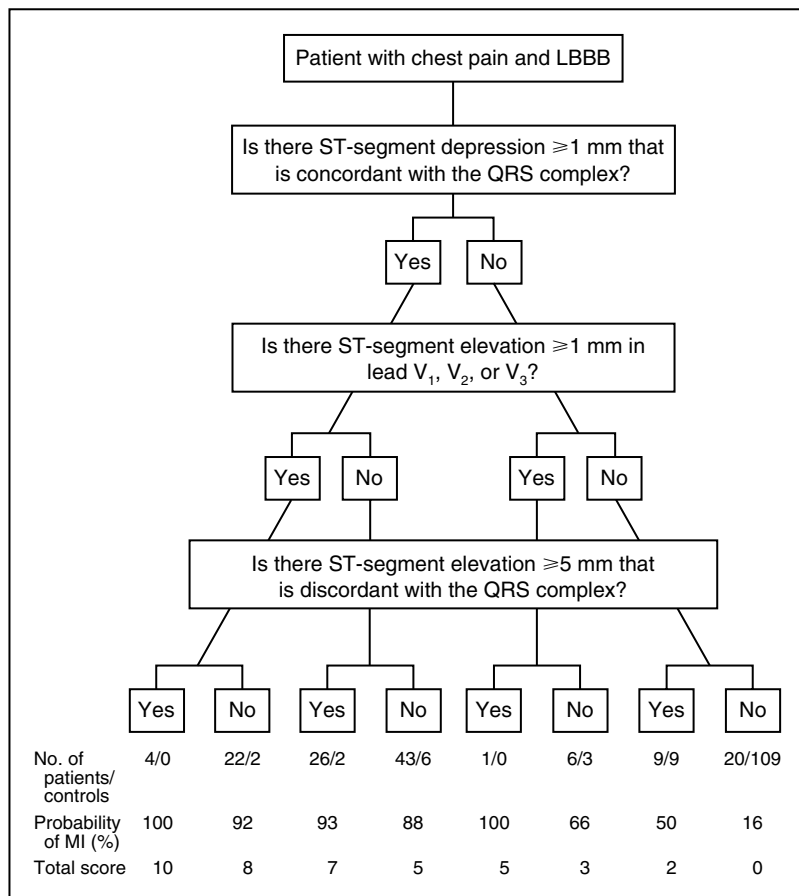 Patient with chest pain and LBBB
Is there ST-segment depression ⩾1 mm that
is concordant with the QRS complex?
Yes No
Is there ST-segment elevation ⩾1 mm in
lead V₁, V₂, or V₃?
Yes No Yes No
Is there ST-segment elevation ⩾5 mm that
is discordant with the QRS complex?
Yes No Yes No Yes No Yes No
No. of 4/0 22/2 26/2 43/6 1/0 6/3 9/9 20/109
patients/
controls
Probability 100 92 93 88 100 66 50 16
of MI (%)
Total score 10 8 7 5 5 3 2 0